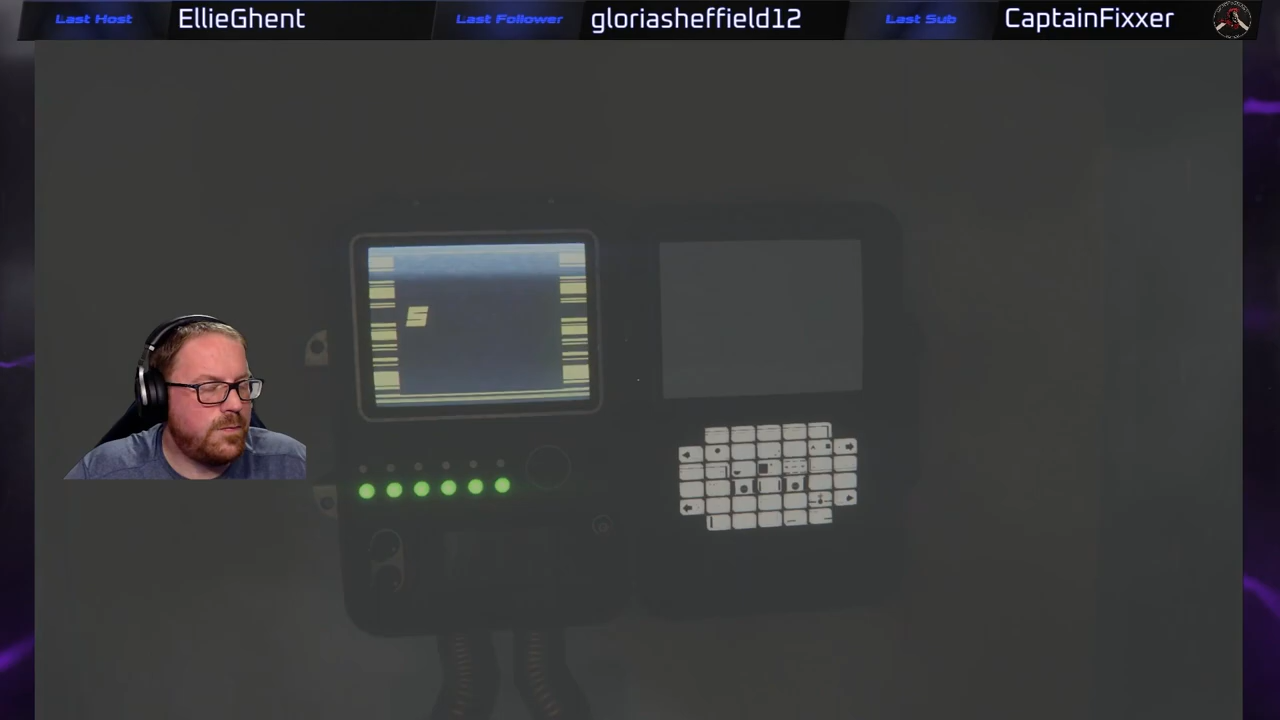 Last Host
EllieGhent
Last Follower
gloriasheffield12
Last Sub
CaptainFixxer
S